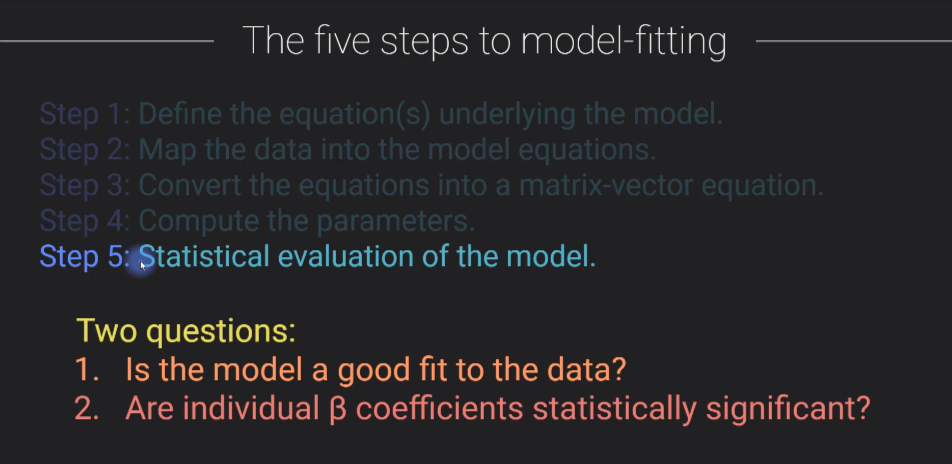 The five steps to model-fitting
Step 1: Define the equation(s) underlying the model.
Step 2: Map the data into the model equations.
Step 3: Convert the equations into a matrix-vector equation.
Step 4: Compute the parameters.
Step 5: Statistical evaluation of the model.
Two questions:
1. Is the model a good fit to the data?
2. Are individual β coefficients statistically significant?